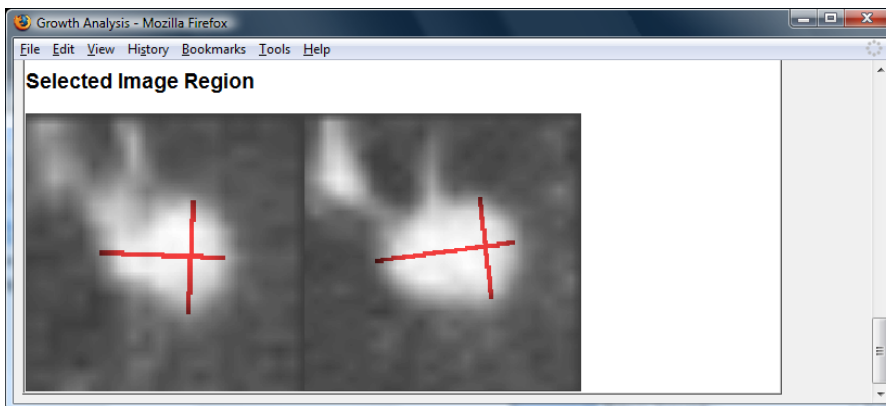 Growth Analysis - Mozilla Firefox
File Edit View History Bookmarks Tools Help
Selected Image Region